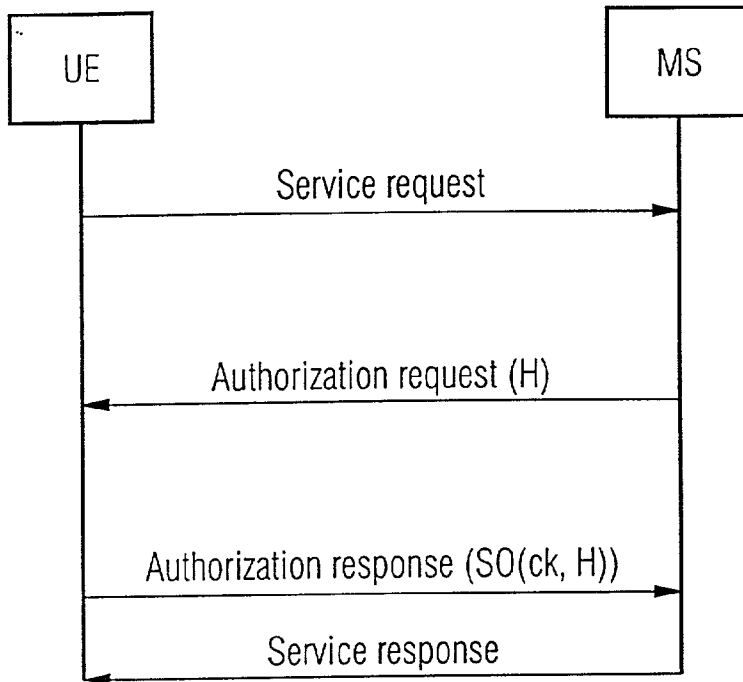 UE
MS
Service request
Authorization request (H)
Authorization response (SO(ck, H))
Service response